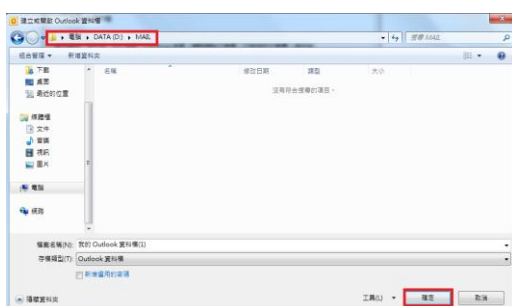 建立或開啟 Outlook 資料檔
電腦 ▸ DATA (D:) ▸ MAIL
搜尋 MAIL
組合管理 ▾ 新增資料夾
下載
桌面
最近的位置
名稱 修改日期 類型 大小
沒有符合搜尋的項目。
媒體櫃
文件
音樂
視訊
圖片
電腦
網路
檔案名稱(N): 我的 Outlook 資料檔(1)
存檔類型(T): Outlook 資料檔
新增選用的密碼
隱藏資料夾
工具(L) ▾ 確定 取消